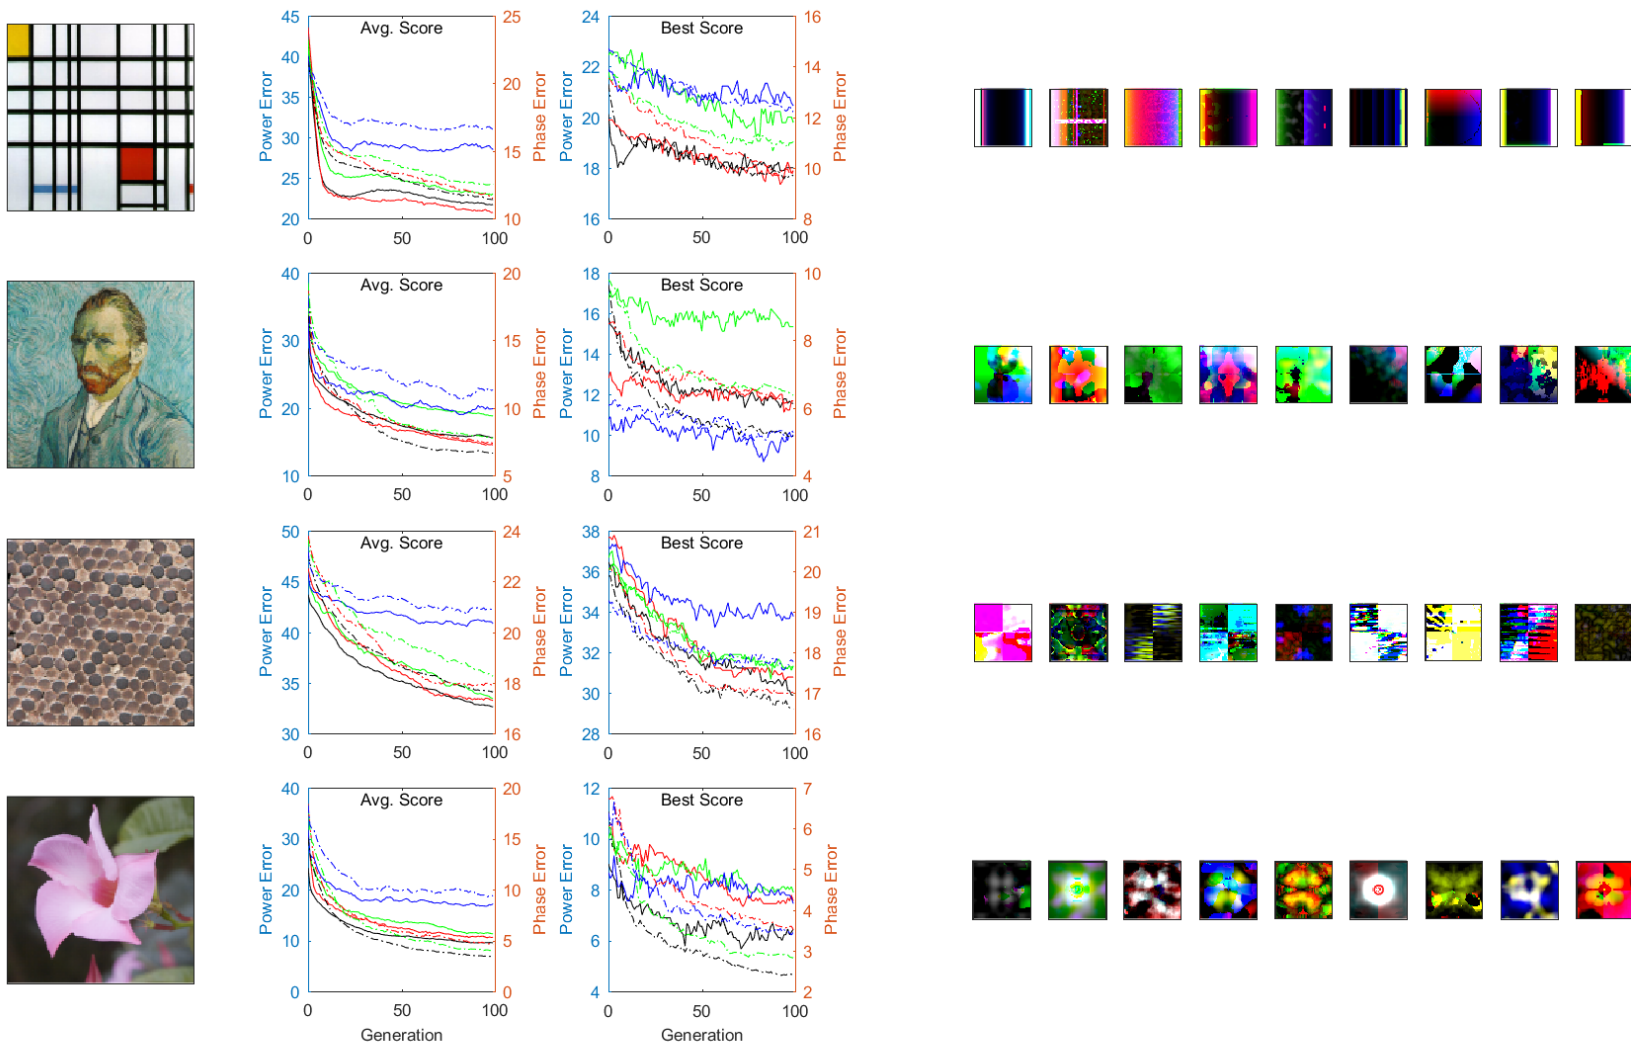 45 25 24 16
Avg. Score Best Score
40
22 14
35 20
Power Error Phase Error Power Error Phase Error
30 20 12
15
25 18 10
20 10 16 8
0 50 100 0 50 100
40 20 18 10
Avg. Score Best Score
16
30 15 14 8
Power Error Phase Error Power Error Phase Error
12
20 10 6
10
10 5 8 4
0 50 100 0 50 100
50 24 38 21
Avg. Score Best Score
45 22 36 20
34 19
Power Error Phase Error Power Error Phase Error
40 20
32 18
35 18 30 17
30 16 28 16
0 50 100 0 50 100
40 20 12 7
Avg. Score Best Score
30 15 10 6
5
Power Error Phase Error Power Error Phase Error
20 10 8
4
10 5 6 3
0 0 4 2
0 50 100 0 50 100
Generation Generation